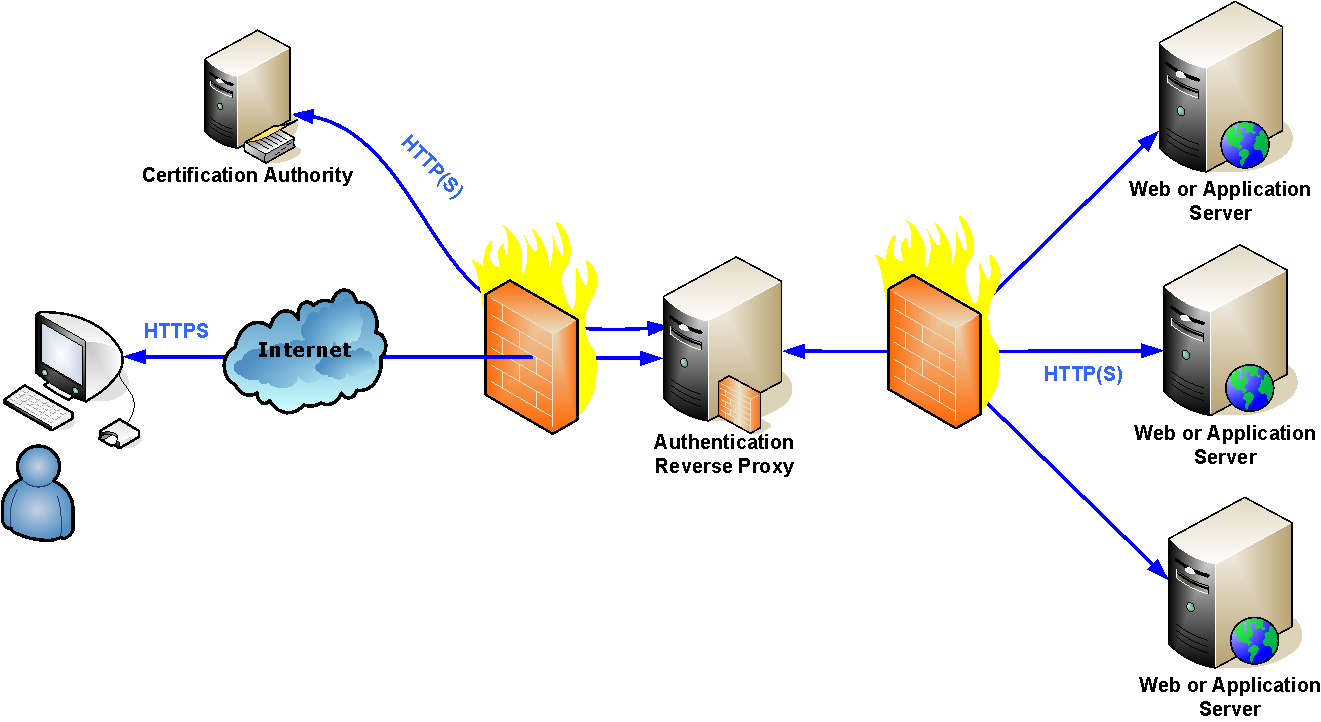 Certification Authority
HTTP(S)
HTTPS
Internet
Authentication
Reverse Proxy
HTTP(S)
Web or Application
Server
Web or Application
Server
Web or Application
Server